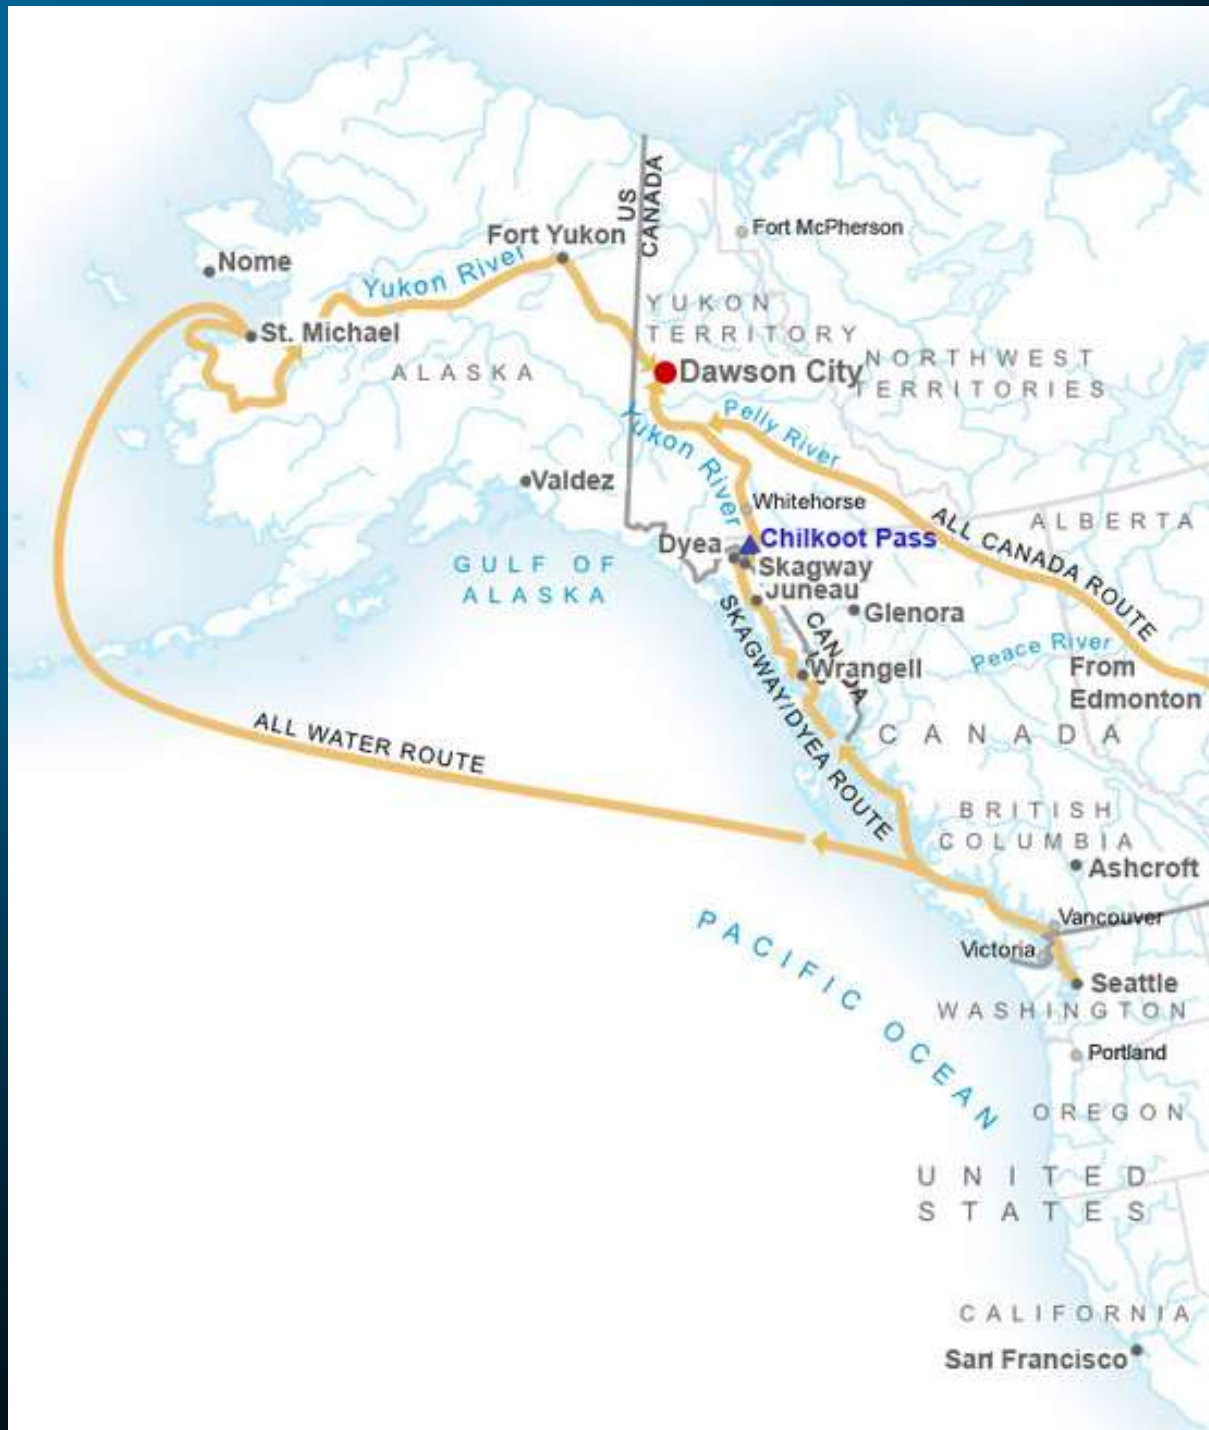 US
CANADA
Fort McPherson
Fort Yukon
Nome
Yukon River
YUKON
TERRITORY
St. Michael
NORTHWEST
TERRITORIES
ALASKA
Dawson City
Pelly River
Yukon River
Valdez
Whitehorse
ALL CANADA ROUTE
ALBERTA
Dyea
Chilkoot Pass
Skagway
GULF OF
ALASKA
Juneau
Glenora
CANADA
SKAGWAY/DYEA ROUTE
Peace River
Wrangell
From
Edmonton
ALL WATER ROUTE
CANADA
BRITISH
COLUMBIA
Ashcroft
PACIFIC OCEAN
Vancouver
Victoria
Seattle
WASHINGTON
Portland
OREGON
UNITED
STATES
CALIFORNIA
San Francisco